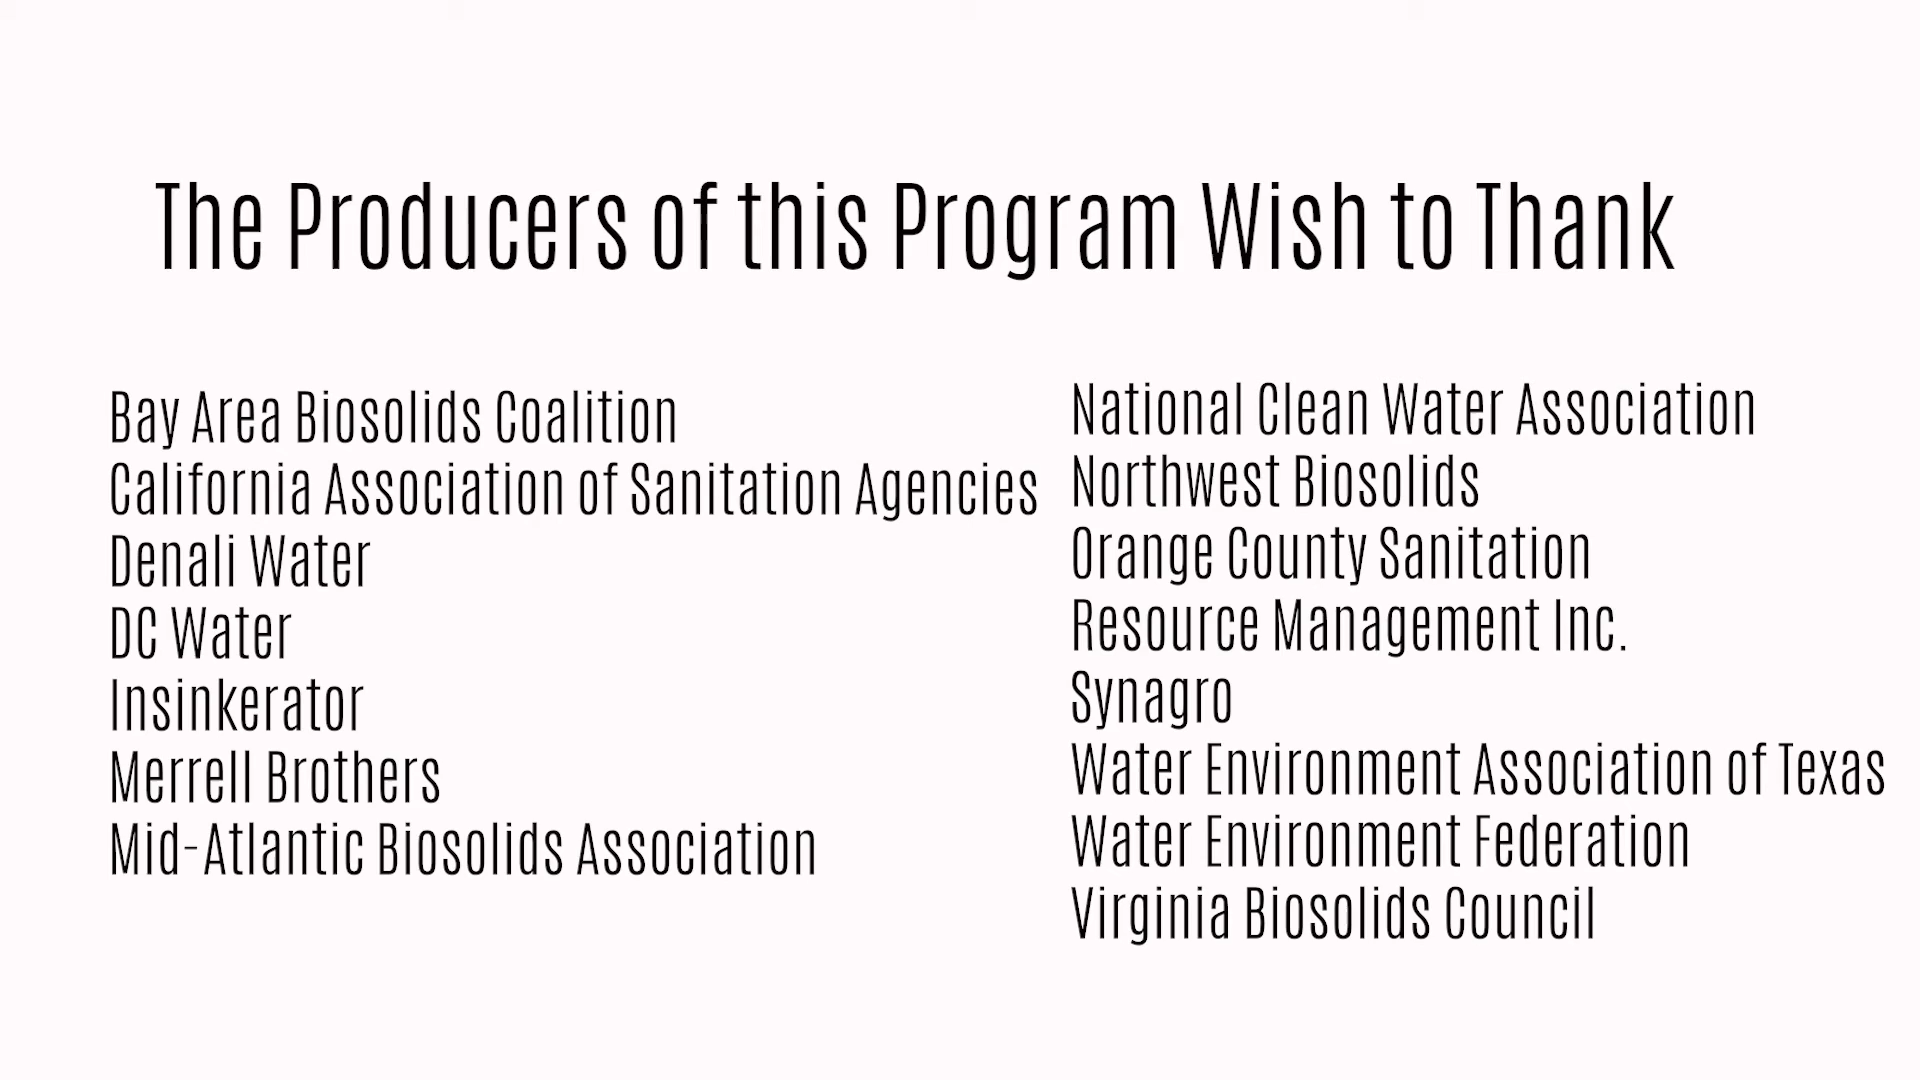 The Producers of this Program Wish to Thank
Bay Area Biosolids Coalition
California Association of Sanitation Agencies
Denali Water
DC Water
Insinkerator
Merrell Brothers
Mid-Atlantic Biosolids Association
National Clean Water Association
Northwest Biosolids
Orange County Sanitation
Resource Management Inc.
Synagro
Water Environment Association of Texas
Water Environment Federation
Virginia Biosolids Council